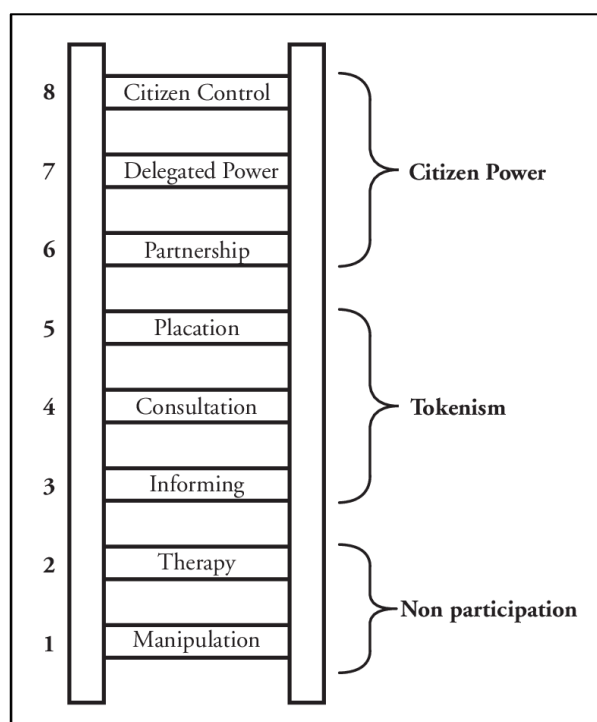 8 Citizen Control
7 Delegated Power
Citizen Power
6 Partnership
5 Placation
4 Consultation
Tokenism
3 Informing
2 Therapy
Non participation
1 Manipulation